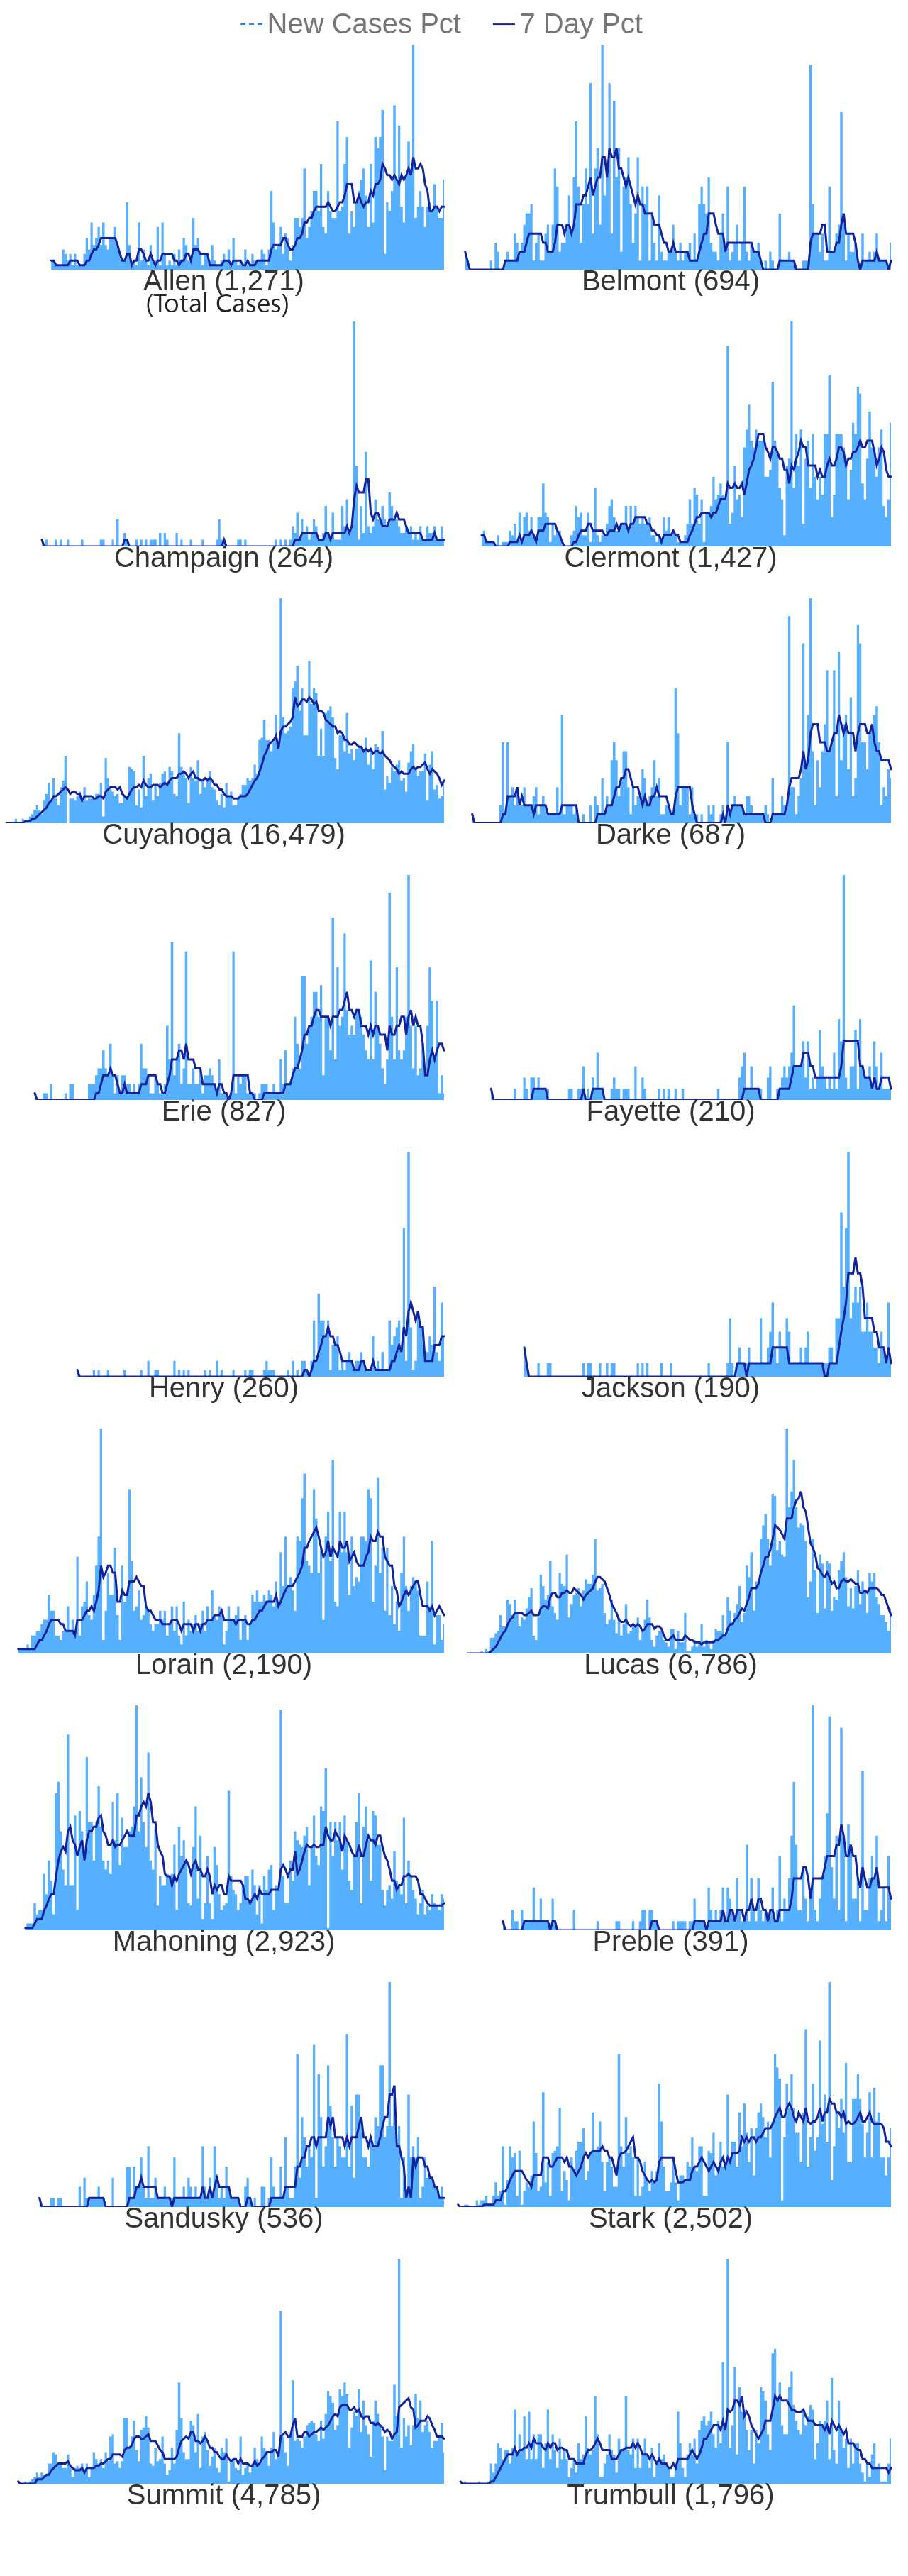 New Cases Pct 7 Day Pct
Allen (1,271) Belmont (694)
(Total Cases)
Champaign (264) Clermont (1,427)
Cuyahoga (16,479) Darke (687)
Erie (827) Fayette (210)
Henry (260) Jackson (190)
Lorain (2,190) Lucas (6,786)
Mahoning (2,923) Preble (391)
Sandusky (536) Stark (2,502)
Summit (4,785) Trumbull (1,796)